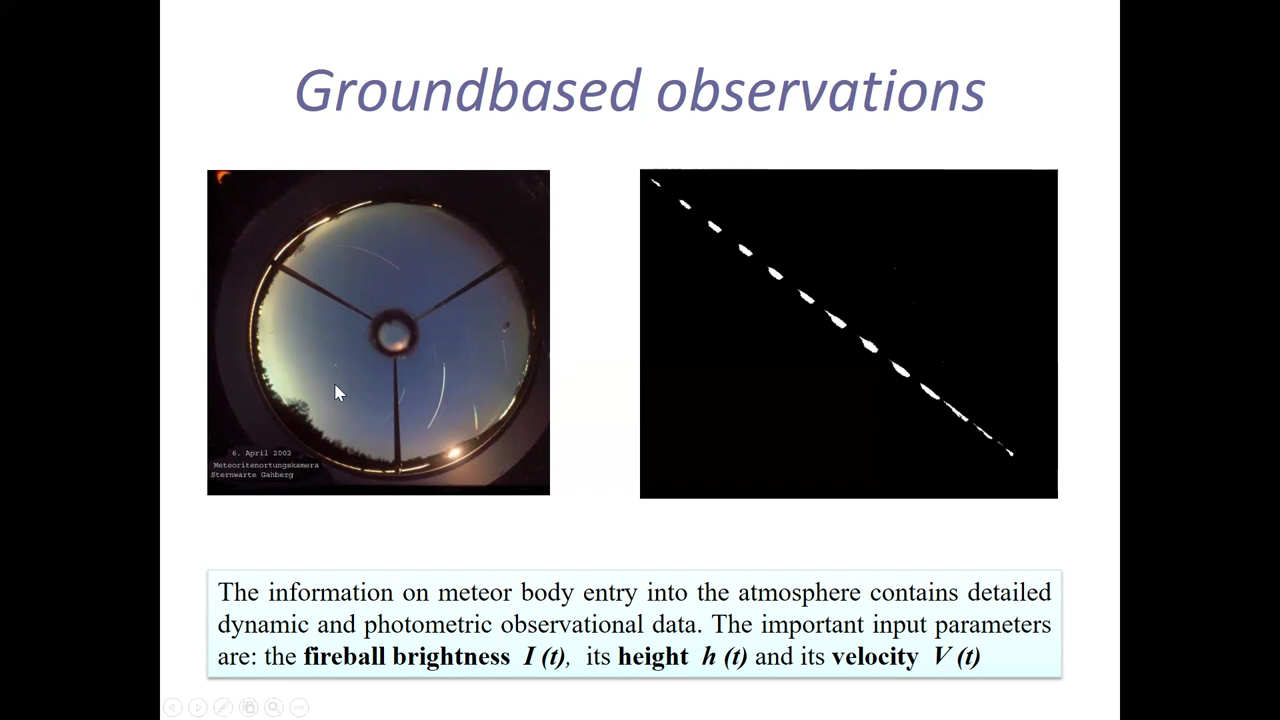 Groundbased observations
6. April 2002
Meteoritenortungskamera
Sternwarte Gahberg
The information on meteor body entry into the atmosphere contains detailed
dynamic and photometric observational data. The important input parameters
are: the fireball brightness I (t), its height h (t) and its velocity V (t)